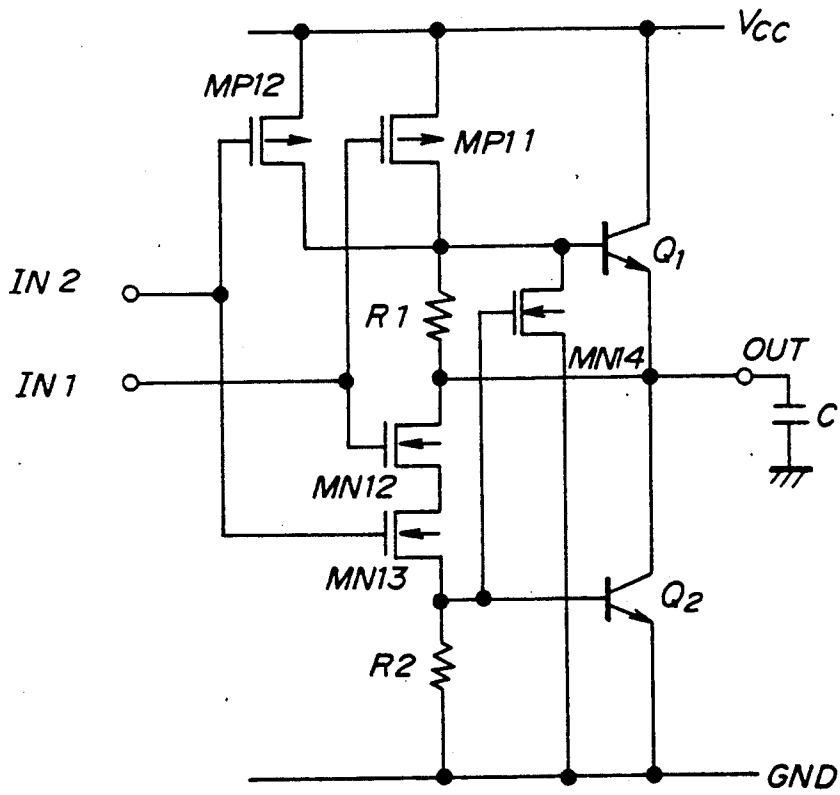 VCC
MP12
MP11
Q1
IN 2
R1
MN14
OUT
IN 1
C
MN12
MN13
Q2
R2
GND